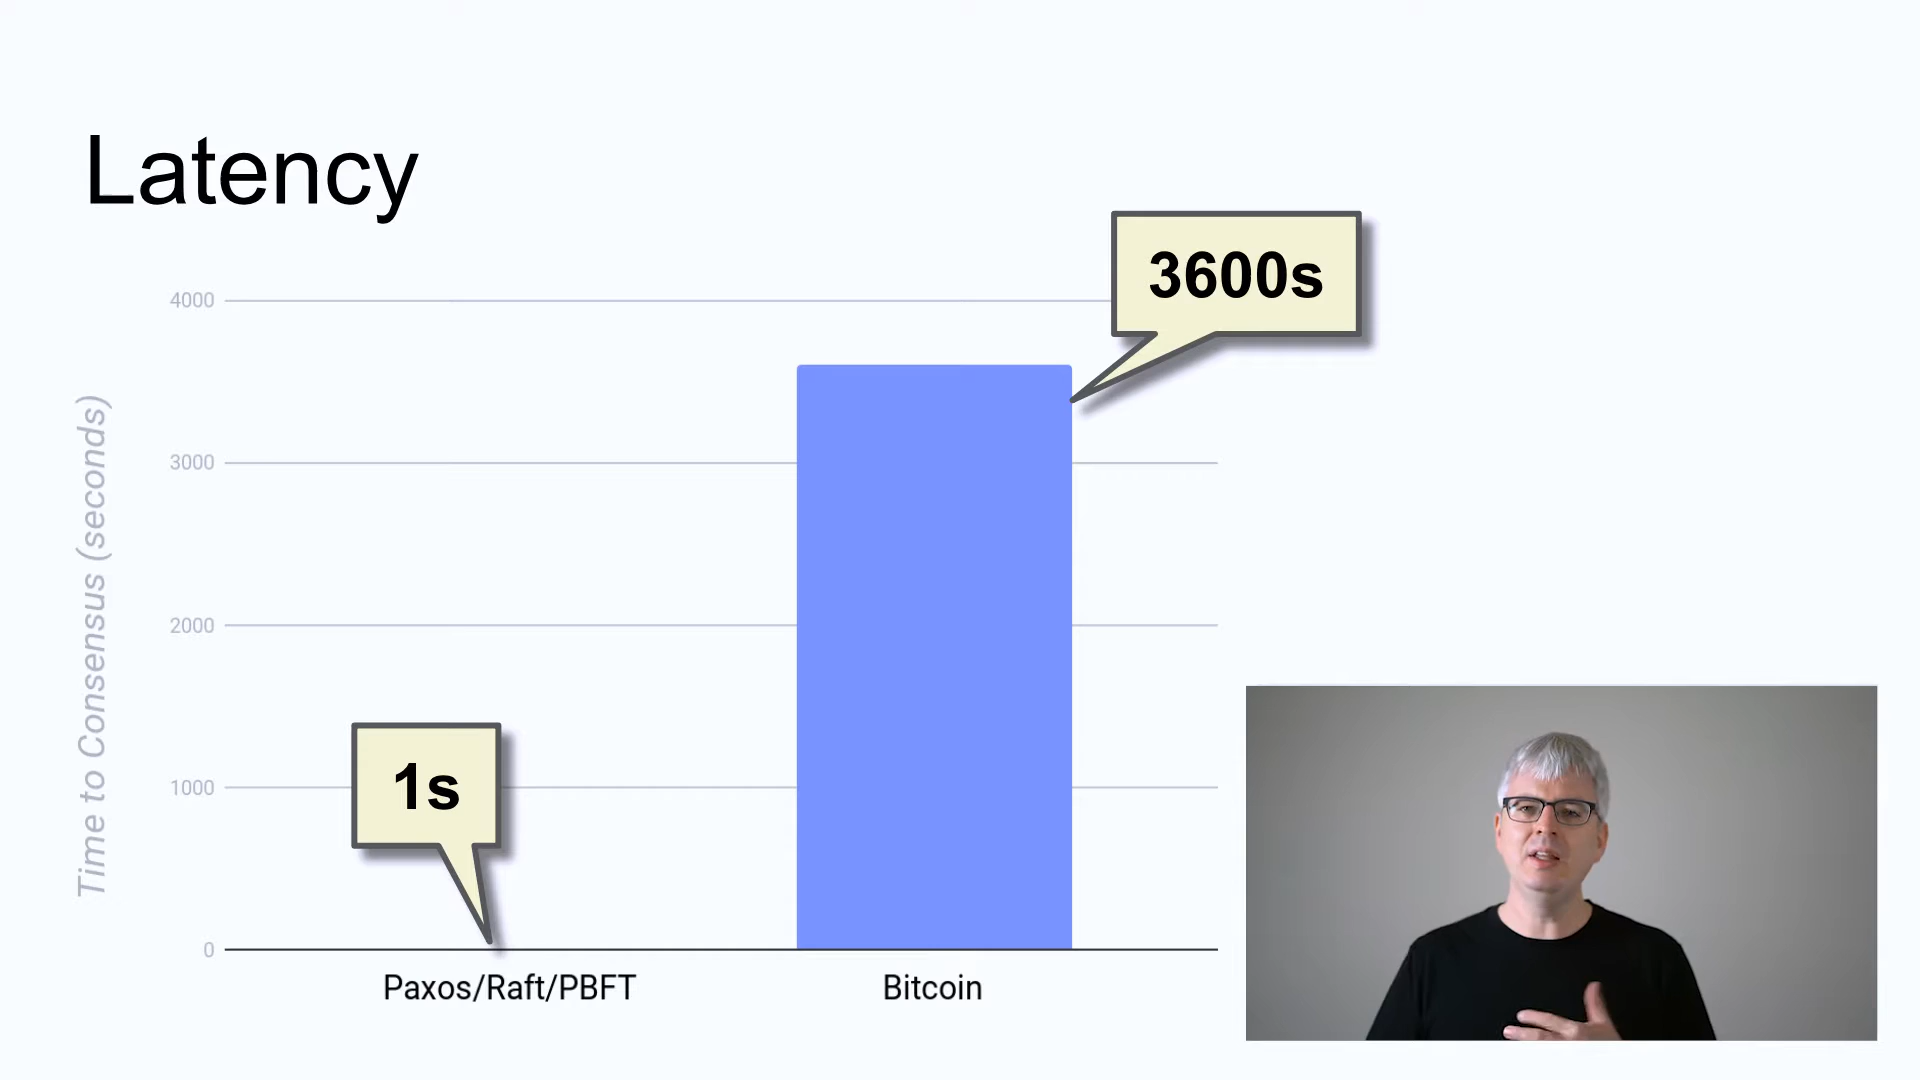 Latency
3600s
4000
3000
2000
1000
0
Time to Consensus (seconds)
1s
Paxos/Raft/PBFT
Bitcoin